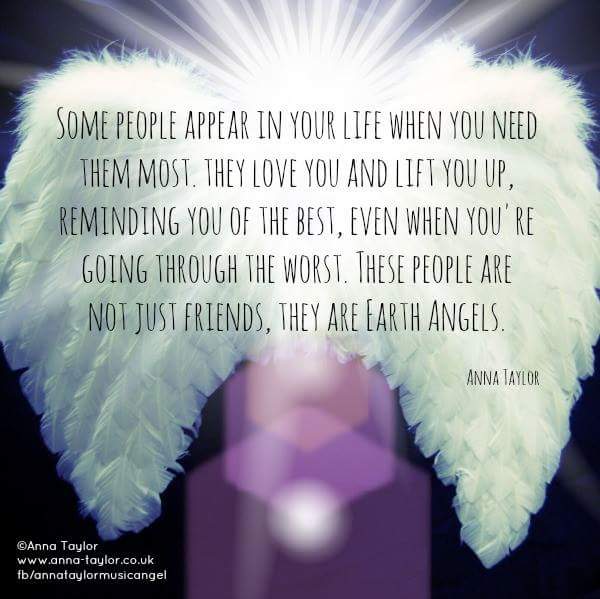 Some people appear in your life when you need
them most. they love you and lift you up,
reminding you of the best, even when you're
going through the worst. These people are
not just friends, they are Earth Angels.
Anna Taylor
©Anna Taylor
www.anna-taylor.co.uk
fb/annataylormusicangel